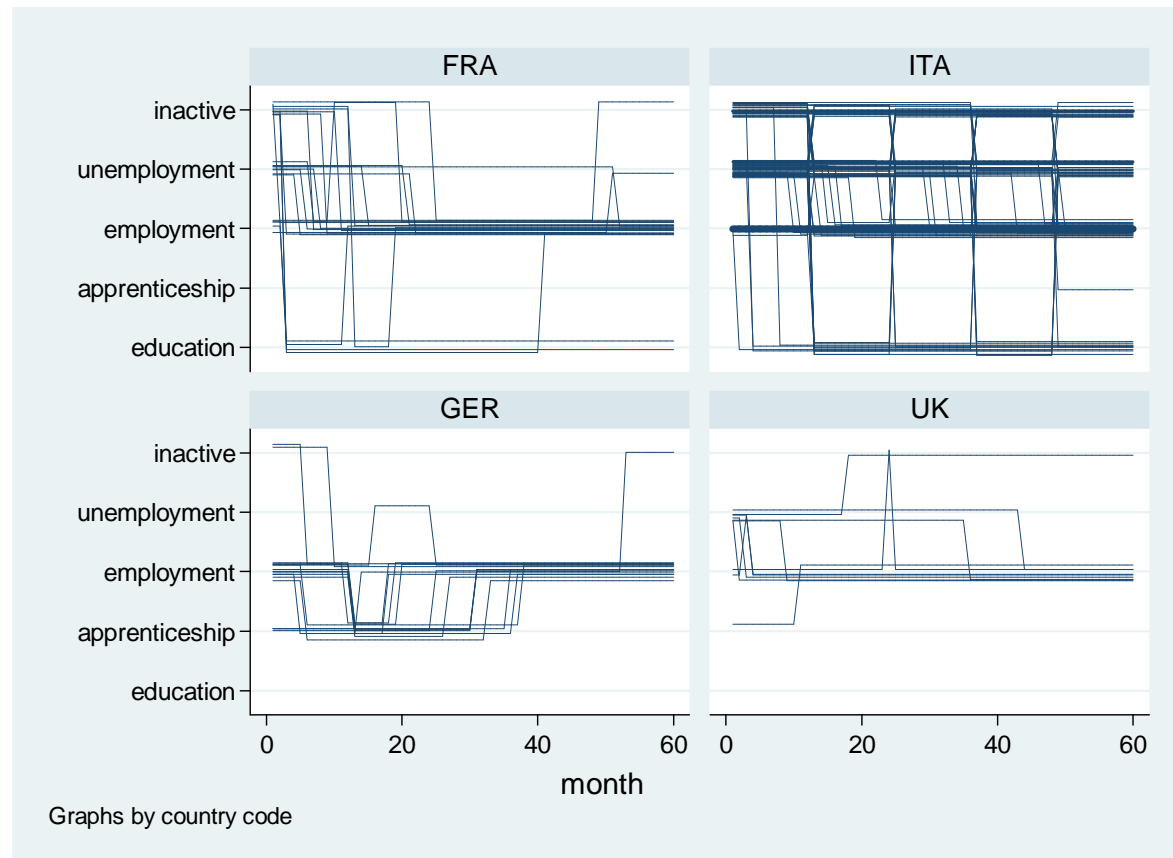 FRA
ITA
inactive
unemployment
employment
apprenticeship
education
GER
UK
inactive
unemployment
employment
apprenticeship
education
0 20 40 60 0 20 40 60
month
Graphs by country code